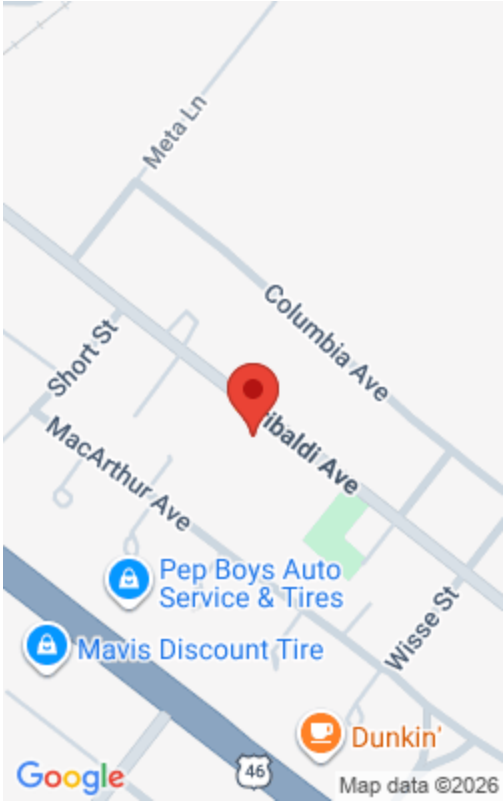 Meta Ln
Columbia Ave
Short St
ribaldi Ave
MacArthur Ave
Pep Boys Auto
Service & Tires
Wisse St
Mavis Discount Tire
Dunkin'
46
Google
Map data ©2026